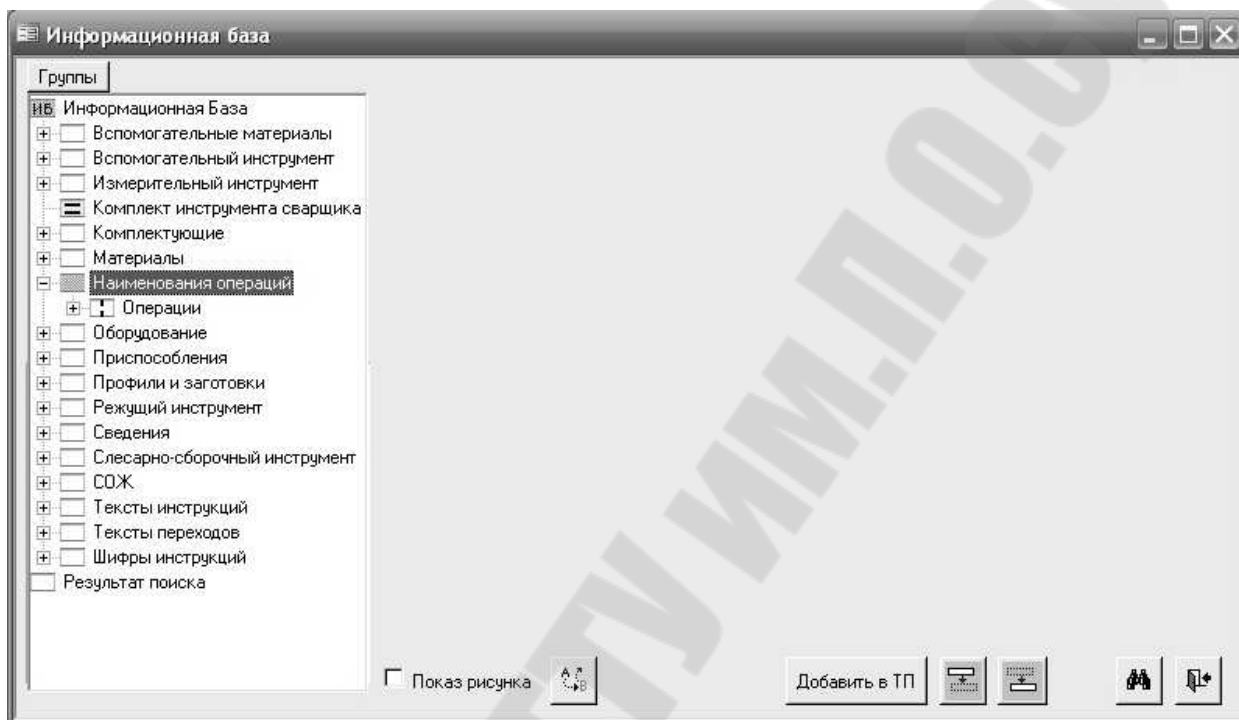 Информационная база
Группы
ИБ Информационная База
Вспомогательные материалы
Вспомогательный инструмент
Измерительный инструмент
Комплект инструмента сварщика
Комплектующие
Материалы
Наименования операций
Операции
Оборудование
Приспособления
Профили и заготовки
Режущий инструмент
Сведения
Слесарно-сборочный инструмент
СОЖ
Тексты инструкций
Тексты переходов
Шифры инструкций
Результат поиска
Показ рисунка
A B
Добавить в ТП
ТУ ИМ.П.О.С